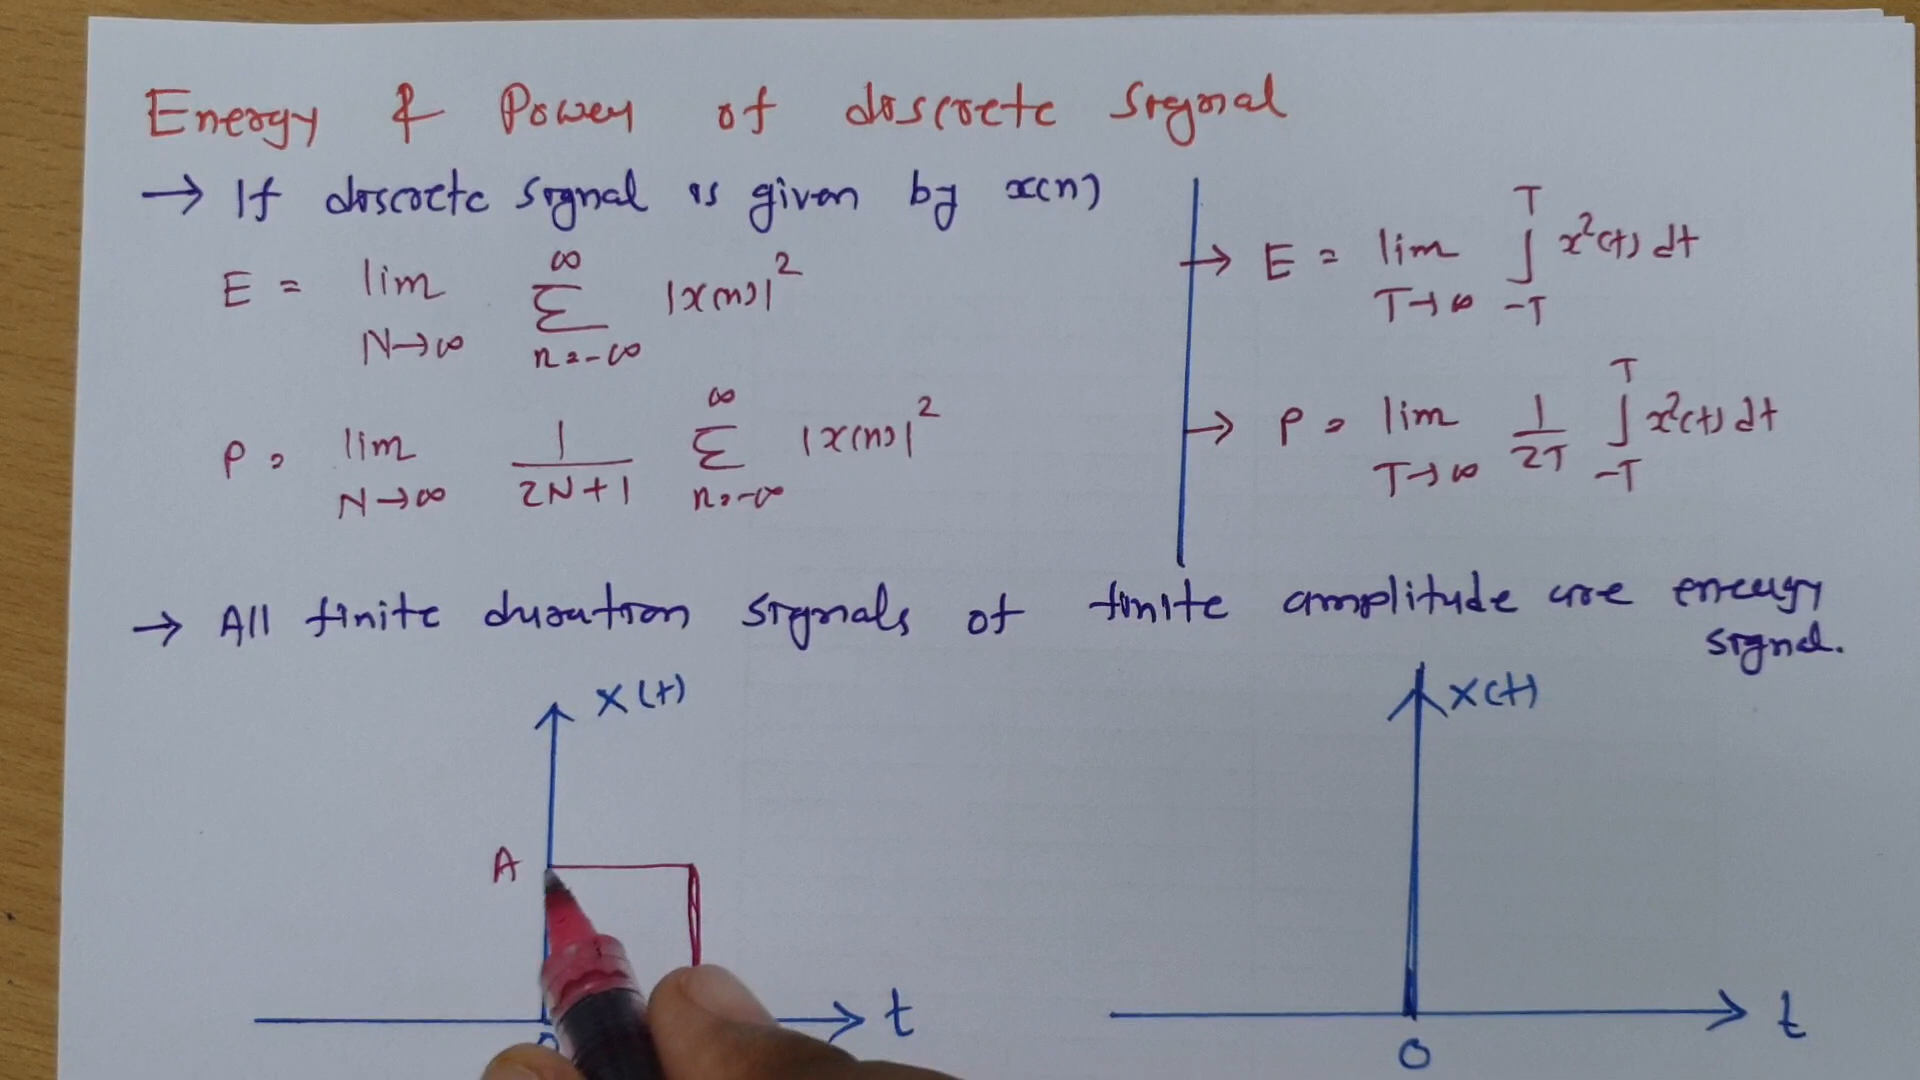 Energy & Power of discrete signal
→ If discrete signal is given by x(n)
E = lim N→∞ ∞ Σ n=-∞ |x(n)|²
P = lim N→∞ 1/2N+1 ∞ Σ n=-∞ |x(n)|²
→ E = lim T→∞ T ∫ -T x²(t) dt
→ P = lim T→∞ 1/2T T ∫ -T x²(t) dt
→ All finite duration signals of finite amplitude are energy
signal.
x(t)
A
t
x(t)
t
0